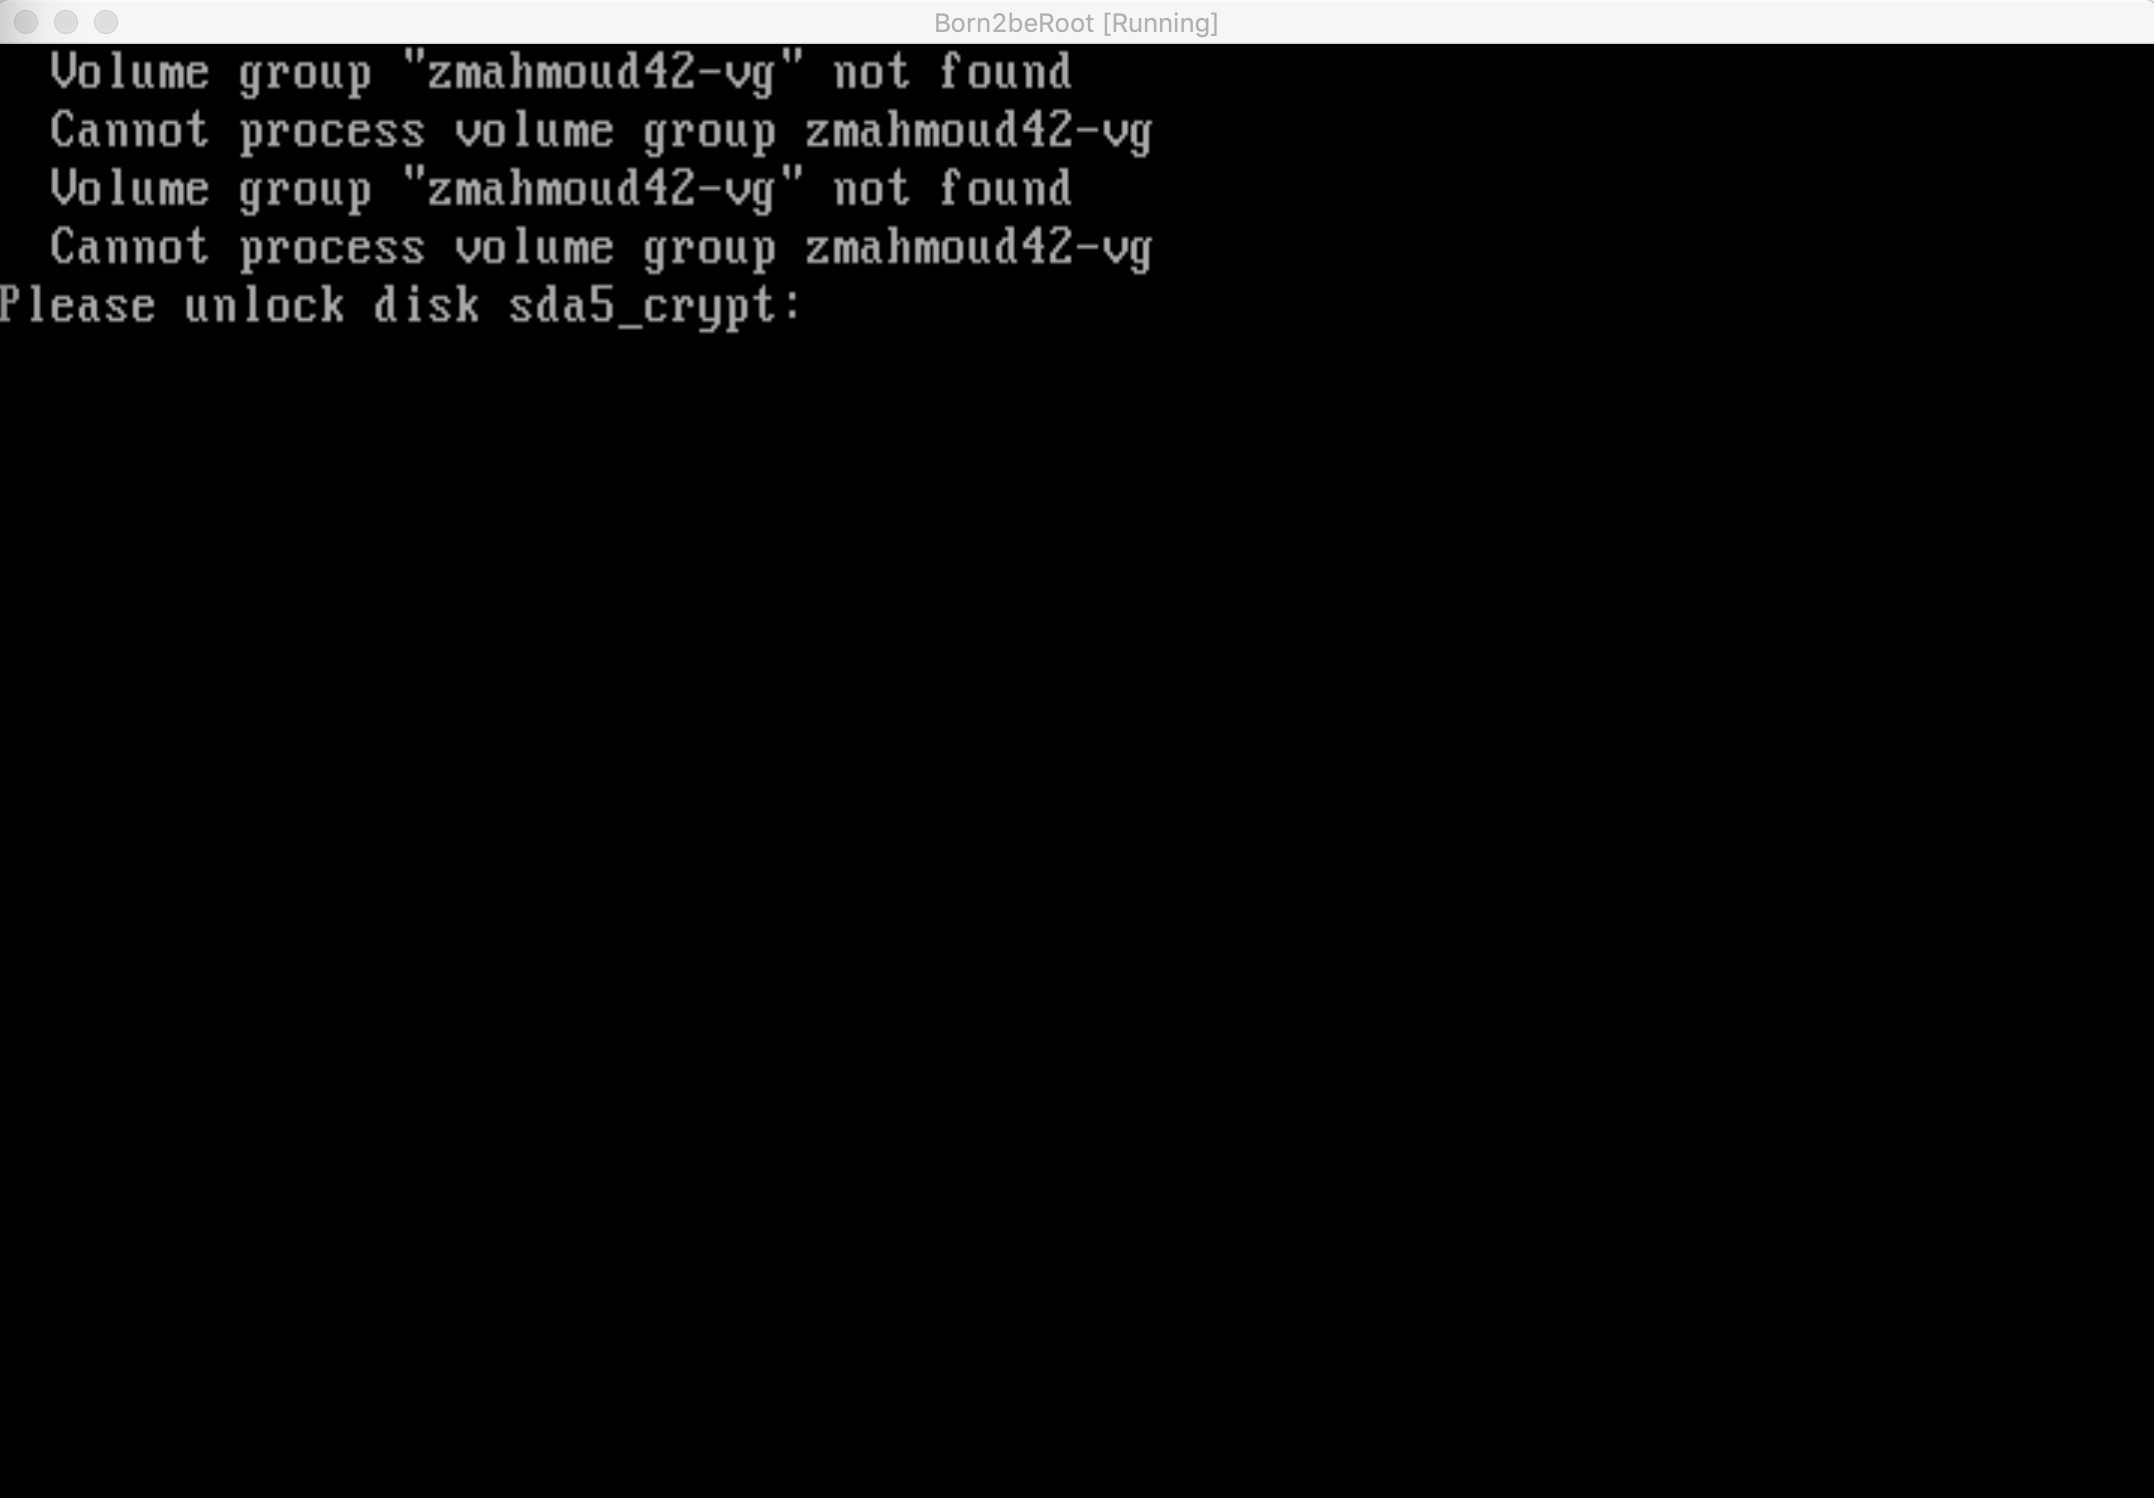 Born2beRoot [Running]
Volume group "zmahmoud42-vg" not found
Cannot process volume group zmahmoud42-vg
Volume group "zmahmoud42-vg" not found
Cannot process volume group zmahmoud42-vg
Please unlock disk sda5_crypt: